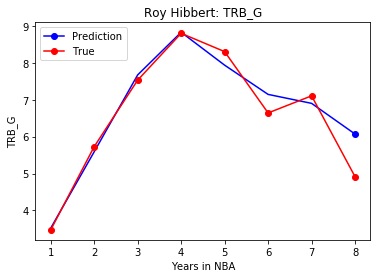 Roy Hibbert: TRB_G
Prediction
True
9
8
7
6
5
4
TRB_G
1 2 3 4 5 6 7 8
Years in NBA